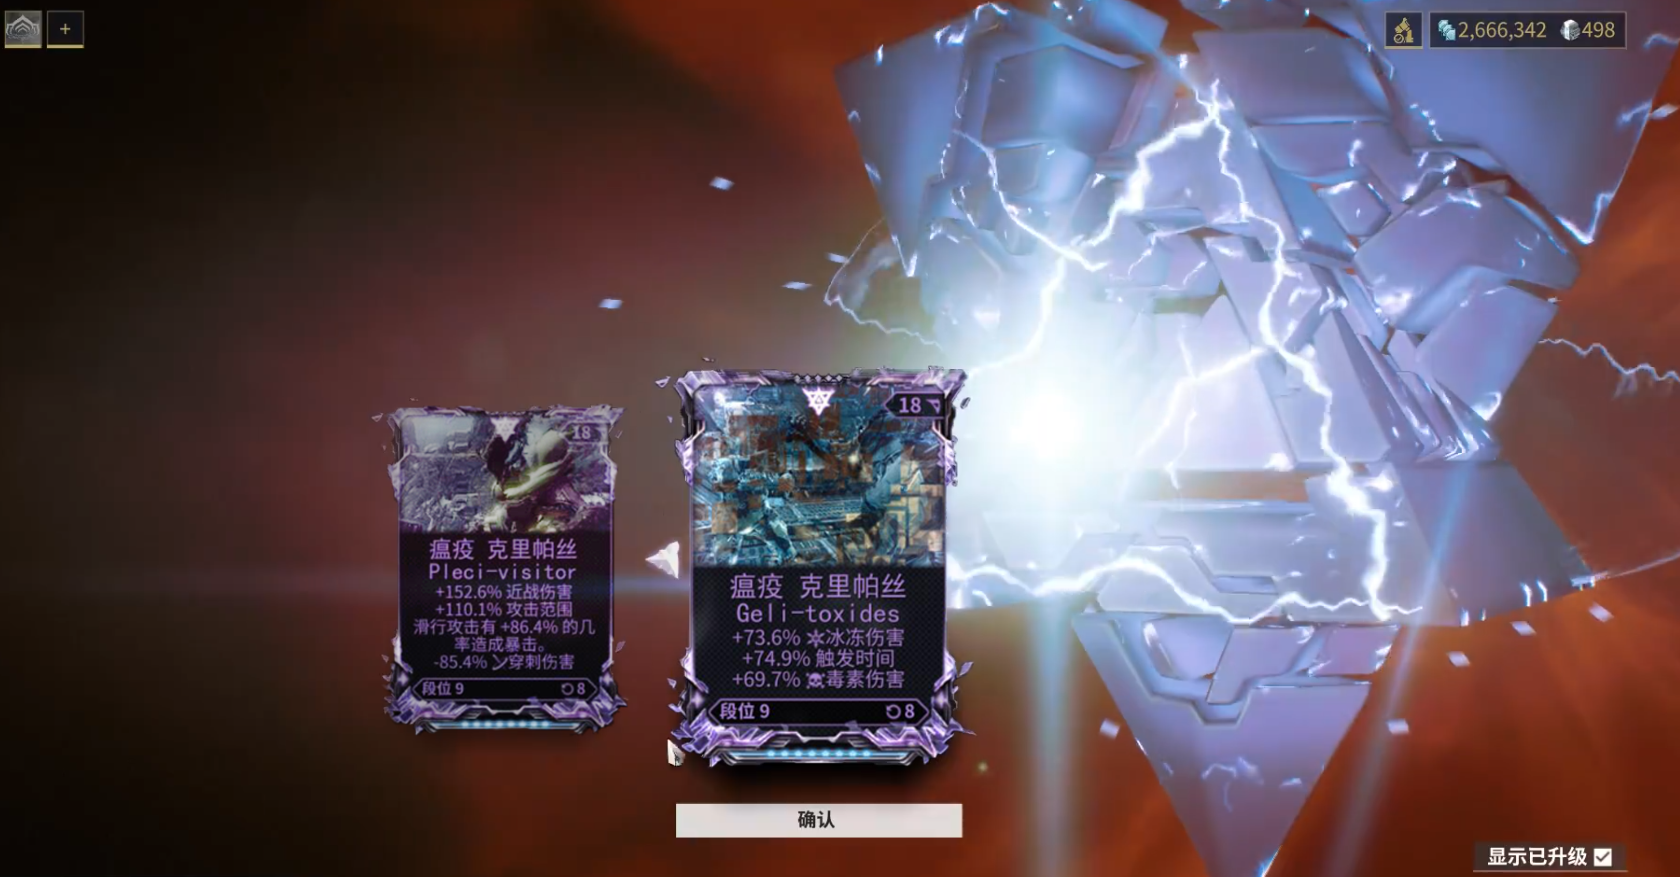 +
2,666,342
498
18
瘟疫 克里帕丝
Pleci-visitor
+152.6% 近战伤害
+110.1% 攻击范围
滑行攻击有 +86.4% 的几
率造成暴击。
-85.4% 穿刺伤害
段位 9
8
18
瘟疫 克里帕丝
Geli-toxides
+73.6% 冰冻伤害
+74.9% 触发时间
+69.7% 毒素伤害
段位 9
8
确认
显示已升级